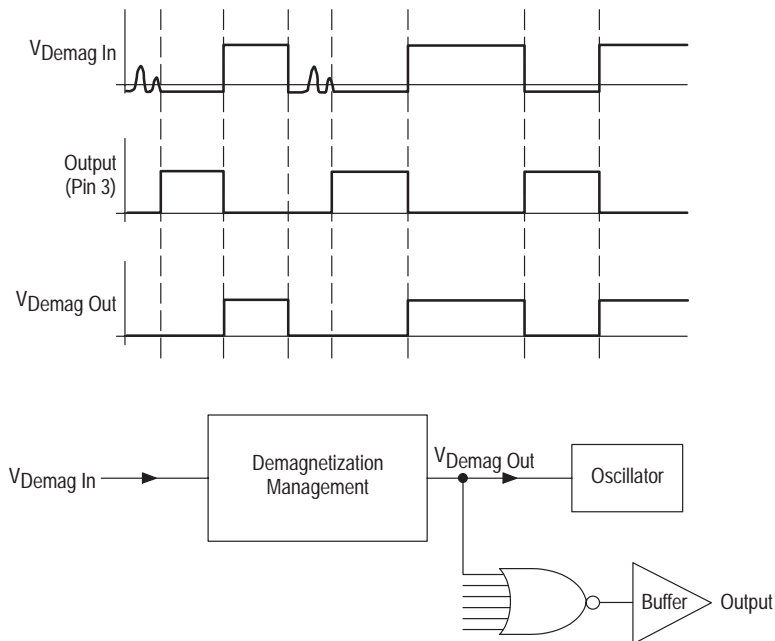 VDemag In
Output
(Pin 3)
VDemag Out
VDemag In
Demagnetization
Management
VDemag Out
Oscillator
Buffer
Output